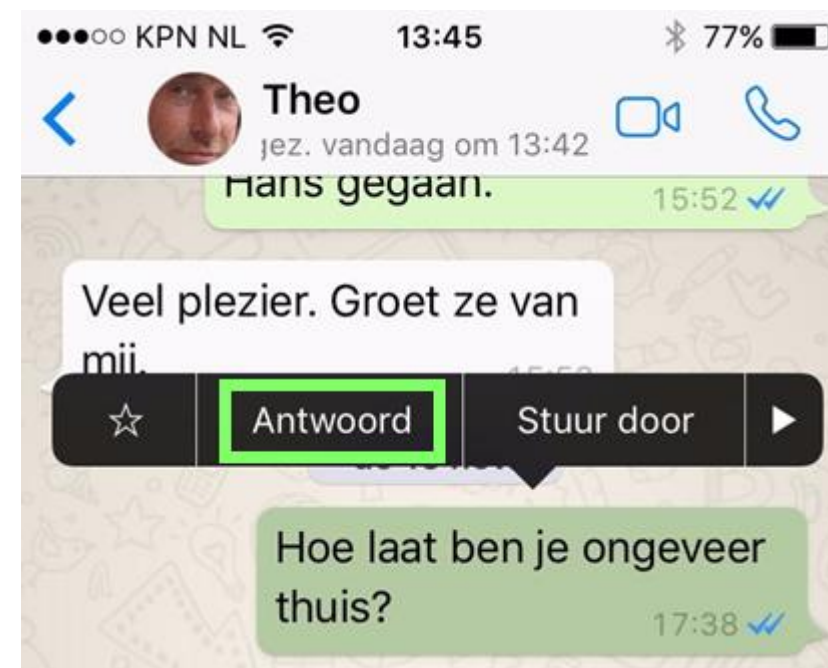 KPN NL 13:45 77%
Theo
gez. vandaag om 13:42
Hans gegaan.
15:52
Veel plezier. Groet ze van
mij.
☆ Antwoord Stuur door ▶
Hoe laat ben je ongeveer
thuis?
17:38